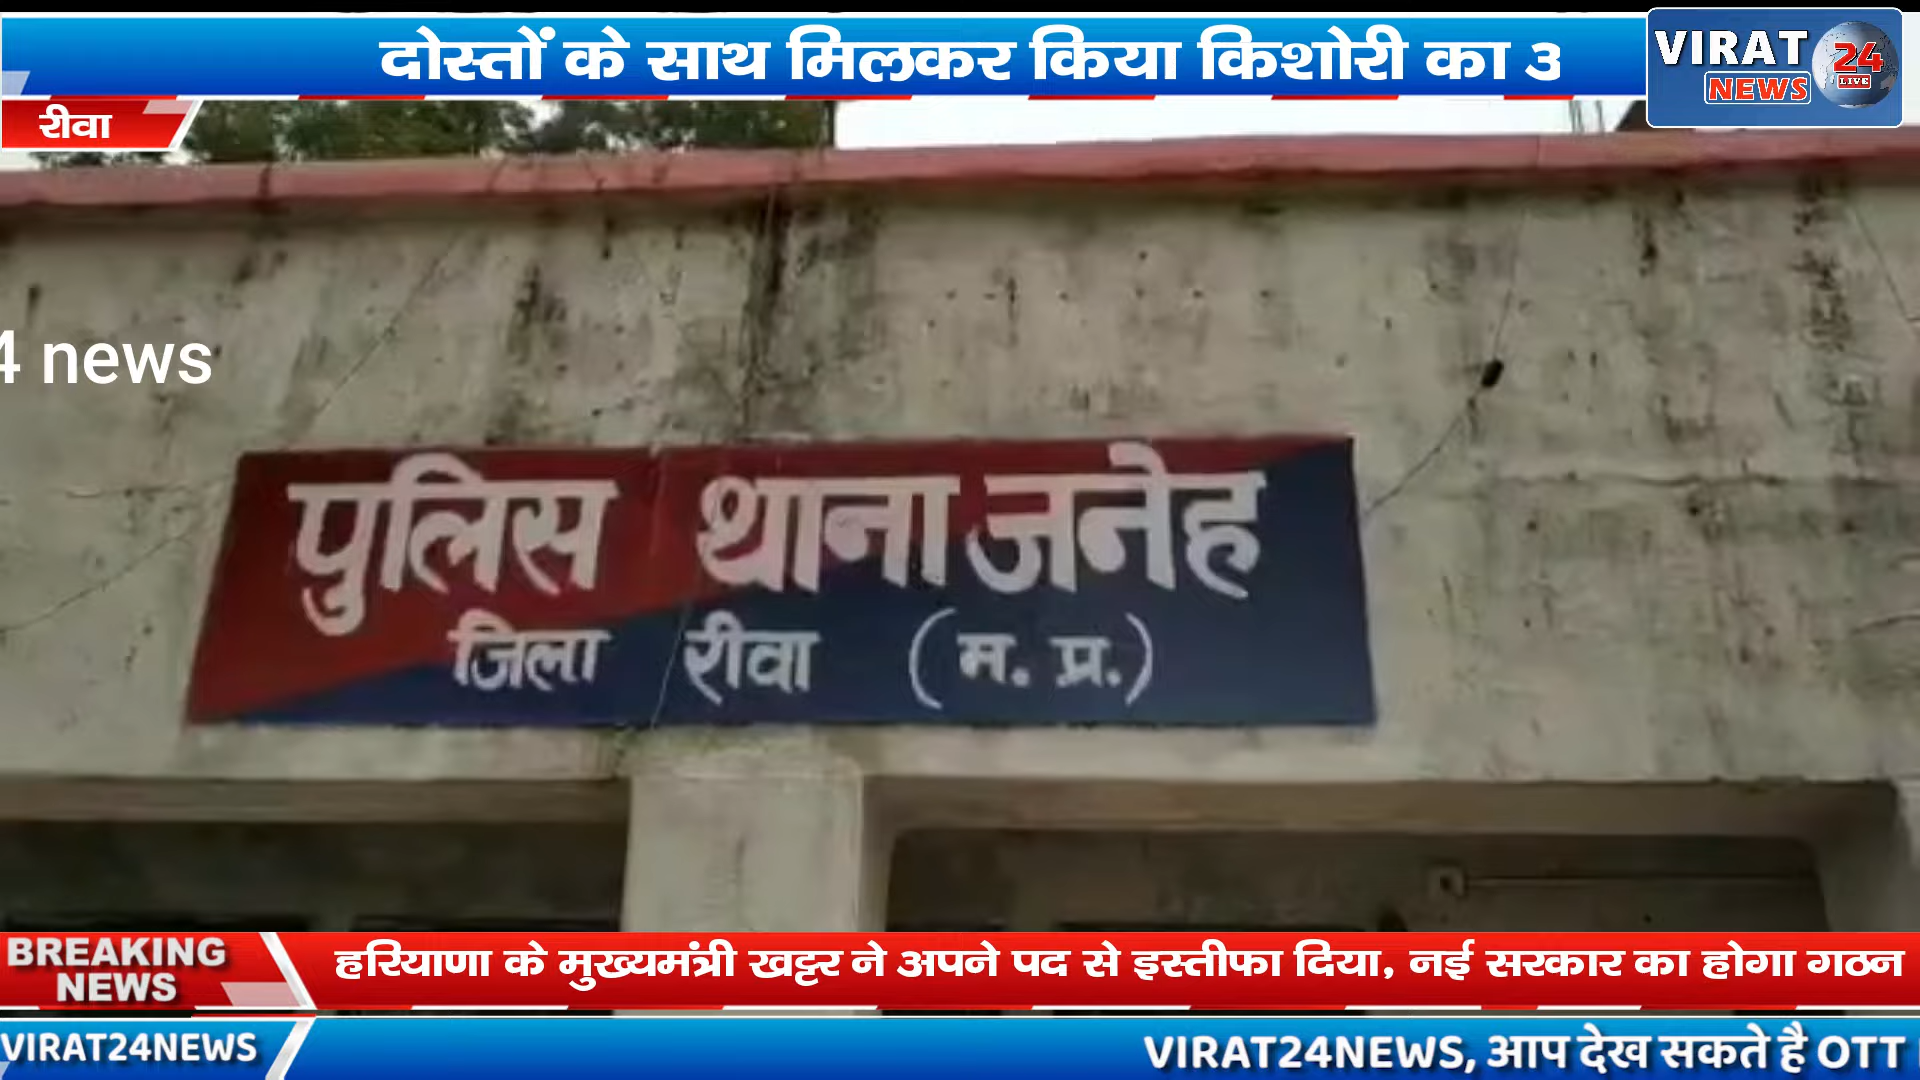 दोस्तों के साथ मिलकर किया किशोरी का
VIRAT 24
NEWS LIVE
रीवा
4 news
पुलिस थाना जनेह
जिला रीवा (म. प्र.)
BREAKING NEWS
हरियाणा के मुख्यमंत्री खट्टर ने अपने पद से इस्तीफा दिया, नई सरकार का होगा गठन
VIRAT24NEWS
VIRAT24NEWS, आप देख सकते है OTT